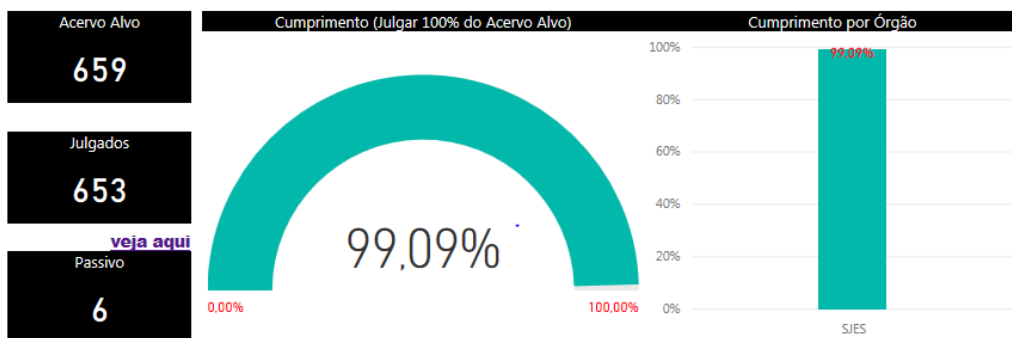 Acervo Alvo
659
Julgados
653
veja aqui
Passivo
6
Cumprimento (Julgar 100% do Acervo Alvo)
99,09%
0,00%
100,00%
Cumprimento por Órgão
100%
80%
60%
40%
20%
0%
99,09%
SJES